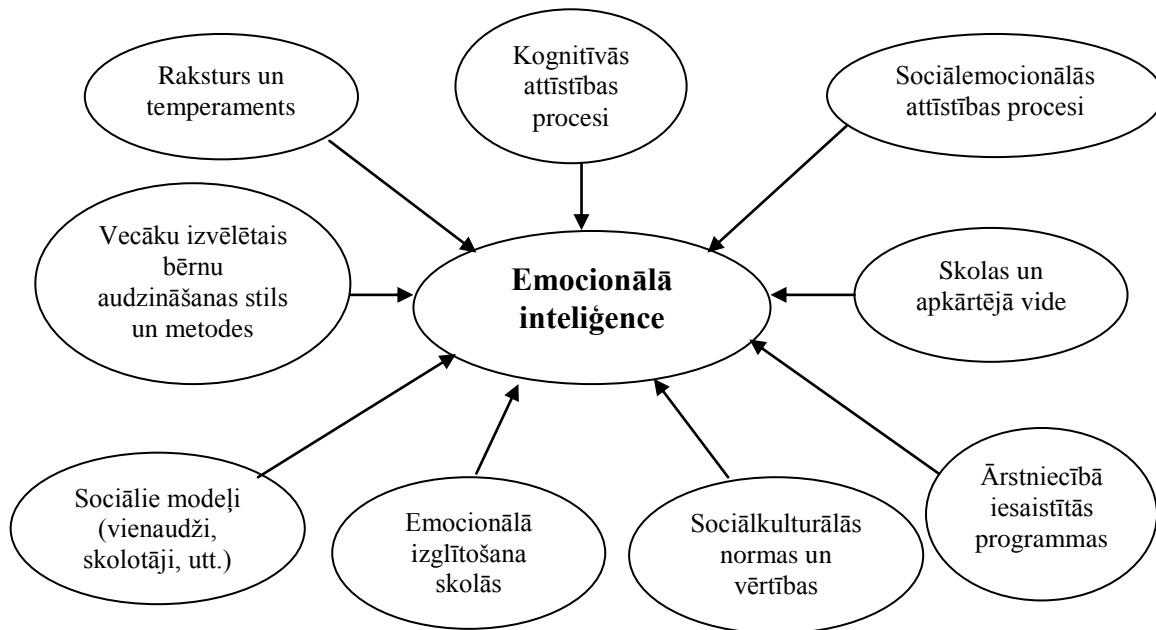 Raksturs un
temperaments
Kognitīvās
attīstības
procesi
Sociālemocionālās
attīstības procesi
Vecāku izvēlētais
bērnu
audzināšanas stils
un metodes
Emocionālā
inteliģence
Skolas un
apkārtējā vide
Sociālie modeļi
(vienaudži,
skolotāji, utt.)
Emocionālā
izglītošana
skolās
Sociālkulturālās
normas un
vērtības
Ārstniecībā
iesaistītās
programmas